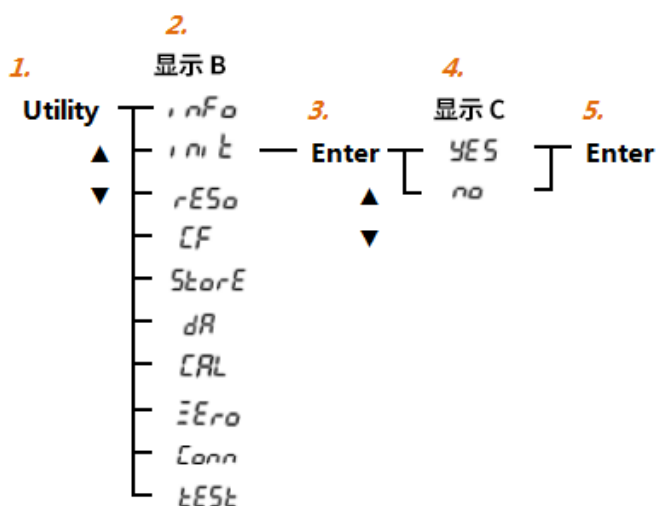 2.
1. 显示 B 4.
Utility inFo 3. 显示 C 5.
▲ init Enter YES Enter
▼ rESo ▲ no
CF ▼
StorE
dA
CAL
ZEro
Conn
tESt